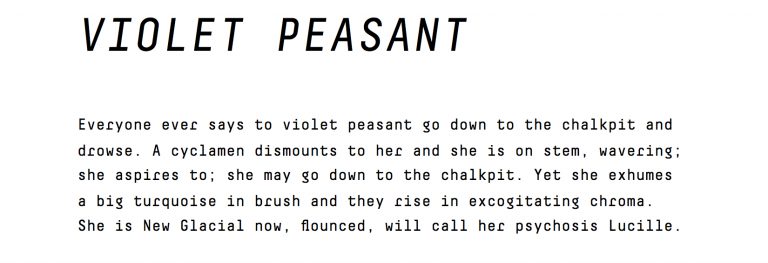 VIOLET PEASANT
Everyone ever says to violet peasant go down to the chalkpit and
drowse. A cyclamen dismounts to her and she is on stem, wavering;
she aspires to; she may go down to the chalkpit. Yet she exhumes
a big turquoise in brush and they rise in excogitating chroma.
She is New Glacial now, flounced, will call her psychosis Lucille.